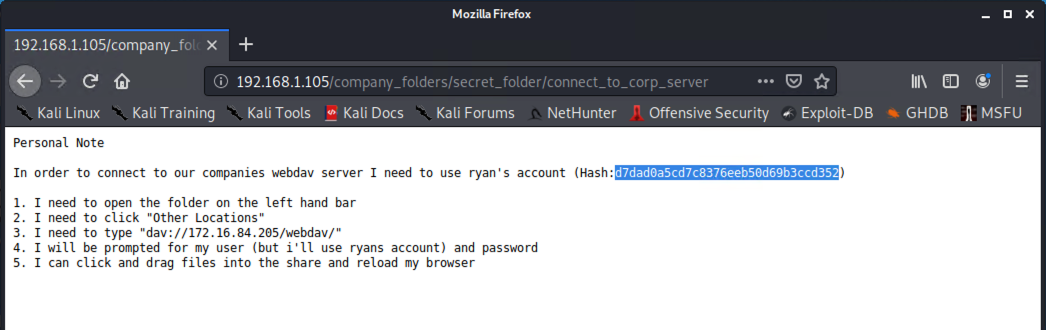 Mozilla Firefox
192.168.1.105/company_fol
192.168.1.105/company_folders/secret_folder/connect_to_corp_server
Kali Linux Kali Training Kali Tools Kali Docs Kali Forums NetHunter Offensive Security Exploit-DB GHDB MSFU
Personal Note
In order to connect to our companies webdav server I need to use ryan's account (Hash:d7dad0a5cd7c8376eeb50d69b3ccd352)
1. I need to open the folder on the left hand bar
2. I need to click "Other Locations"
3. I need to type "dav://172.16.84.205/webdav/"
4. I will be prompted for my user (but i'll use ryans account) and password
5. I can click and drag files into the share and reload my browser